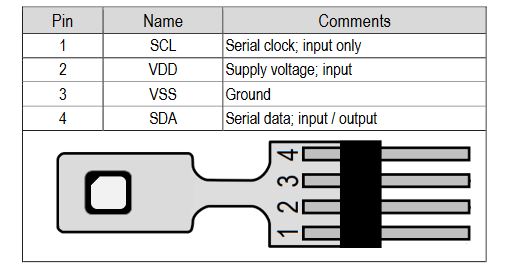 Pin Name Comments
1 SCL Serial clock; input only
2 VDD Supply voltage; input
3 VSS Ground
4 SDA Serial data; input / output
4
3
2
1